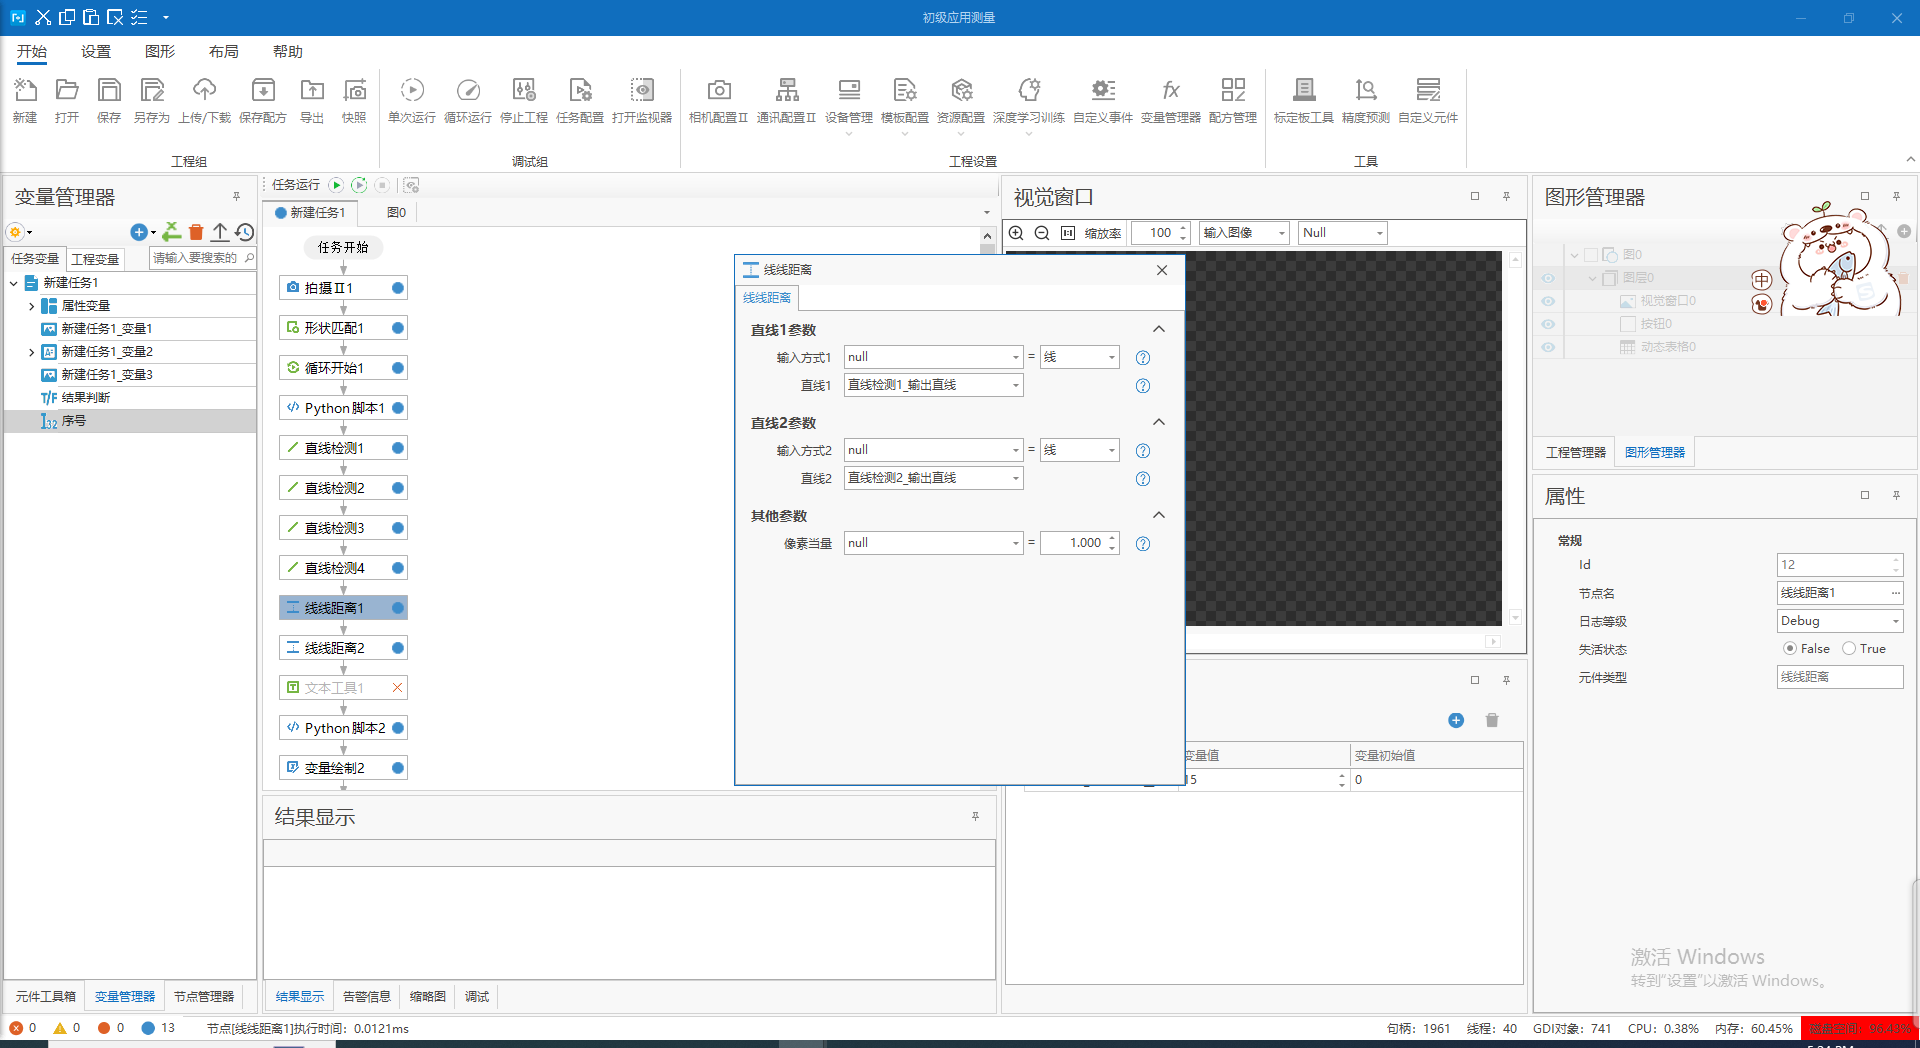 初级应用测量
开始 设置 图形 布局 帮助
新建 打开 保存 另存为 上传/下载 保存配方 导出 快照 单次运行 循环运行 停止工程 任务配置 打开监视器 相机配置II 通讯配置II 设备管理 模板配置 资源配置 深度学习训练 自定义事件 变量管理器 配方管理 标定板工具 精度预测 自定义元件
工程组 调试组 工程设置 工具
变量管理器
任务变量 工程变量 请输入要搜索的
新建任务1
属性变量
新建任务1_变量1
新建任务1_变量2
新建任务1_变量3
T/F 结果判断
I32 序号
元件工具箱 变量管理器 节点管理器
任务运行
新建任务1 图0
任务开始
拍摄II1
形状匹配1
循环开始1
Python脚本1
直线检测1
直线检测2
直线检测3
直线检测4
线线距离1
线线距离2
文本工具1
Python脚本2
变量绘制2
结果显示
结果显示 告警信息 缩略图 调试
线线距离
线线距离
直线1参数
输入方式1 null = 线
直线1 直线检测1_输出直线
直线2参数
输入方式2 null = 线
直线2 直线检测2_输出直线
其他参数
像素当量 null = 1.000
视觉窗口
缩放率 100 输入图像 Null
变量值 变量初始值
15 0
图形管理器
图0
图层0
视觉窗口0
按钮0
动态表格0
中
工程管理器 图形管理器
属性
常规
Id 12
节点名 线线距离1
日志等级 Debug
失活状态 False True
元件类型 线线距离
激活 Windows
转到“设置”以激活 Windows。
0 0 0 13 节点[线线距离1]执行时间：0.0121ms
句柄：1961 线程：40 GDI对象：741 CPU：0.38% 内存：60.45%